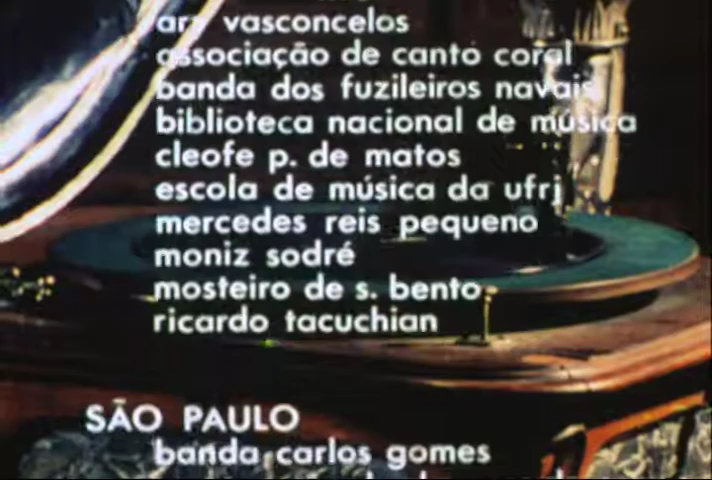 ary vasconcelos
associação de canto coral
banda dos fuzileiros navais
biblioteca nacional de música
cleofe p. de matos
escola de música da ufrj
mercedes reis pequeno
moniz sodré
mosteiro de s. bento
ricardo tacuchian
SÃO PAULO
banda carlos gomes